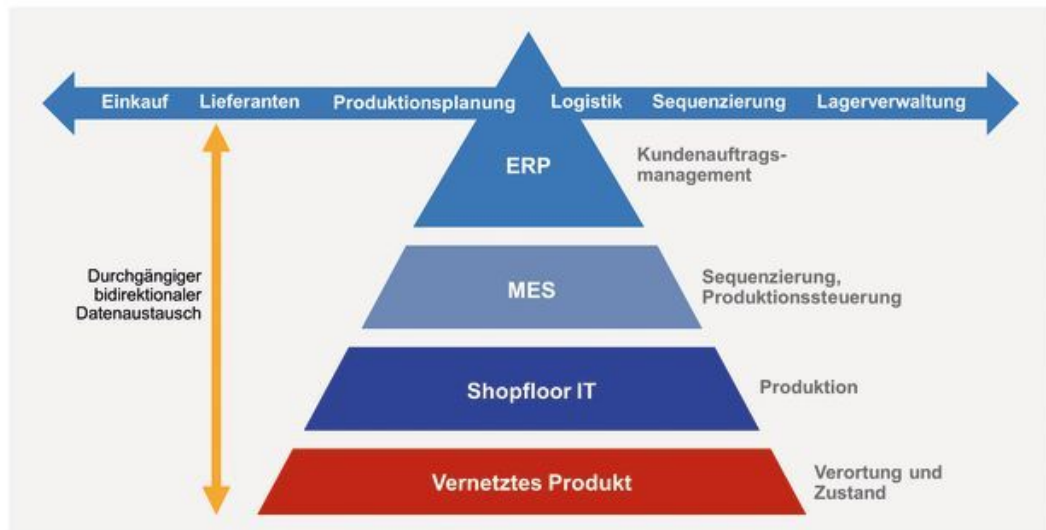 Einkauf Lieferanten Produktionsplanung Logistik Sequenzierung Lagerverwaltung
ERP
Kundenauftrags-
management
Durchgängiger
bidirektionaler
Datenaustausch
MES
Sequenzierung,
Produktionssteuerung
Shopfloor IT
Produktion
Vernetztes Produkt
Verortung und
Zustand